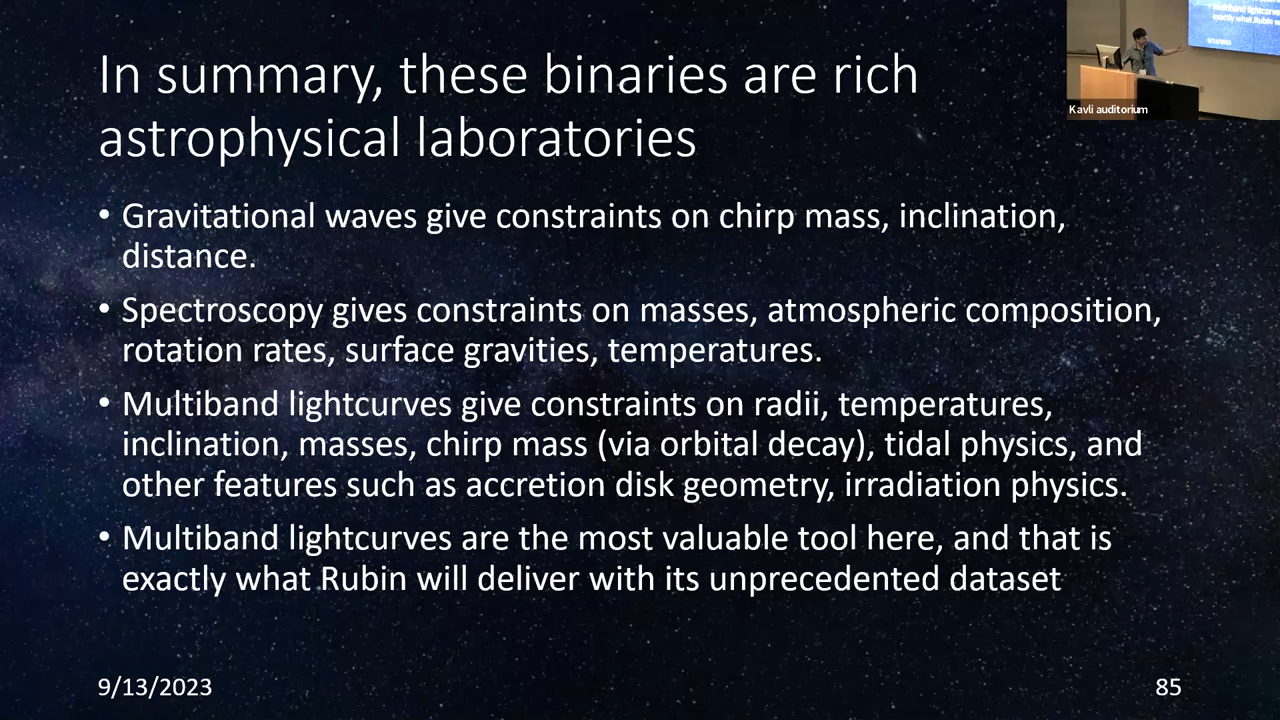 In summary, these binaries are rich
astrophysical laboratories
• Gravitational waves give constraints on chirp mass, inclination,
distance.
• Spectroscopy gives constraints on masses, atmospheric composition,
rotation rates, surface gravities, temperatures.
• Multiband lightcurves give constraints on radii, temperatures,
inclination, masses, chirp mass (via orbital decay), tidal physics, and
other features such as accretion disk geometry, irradiation physics.
• Multiband lightcurves are the most valuable tool here, and that is
exactly what Rubin will deliver with its unprecedented dataset
9/13/2023
85
Kavli auditorium